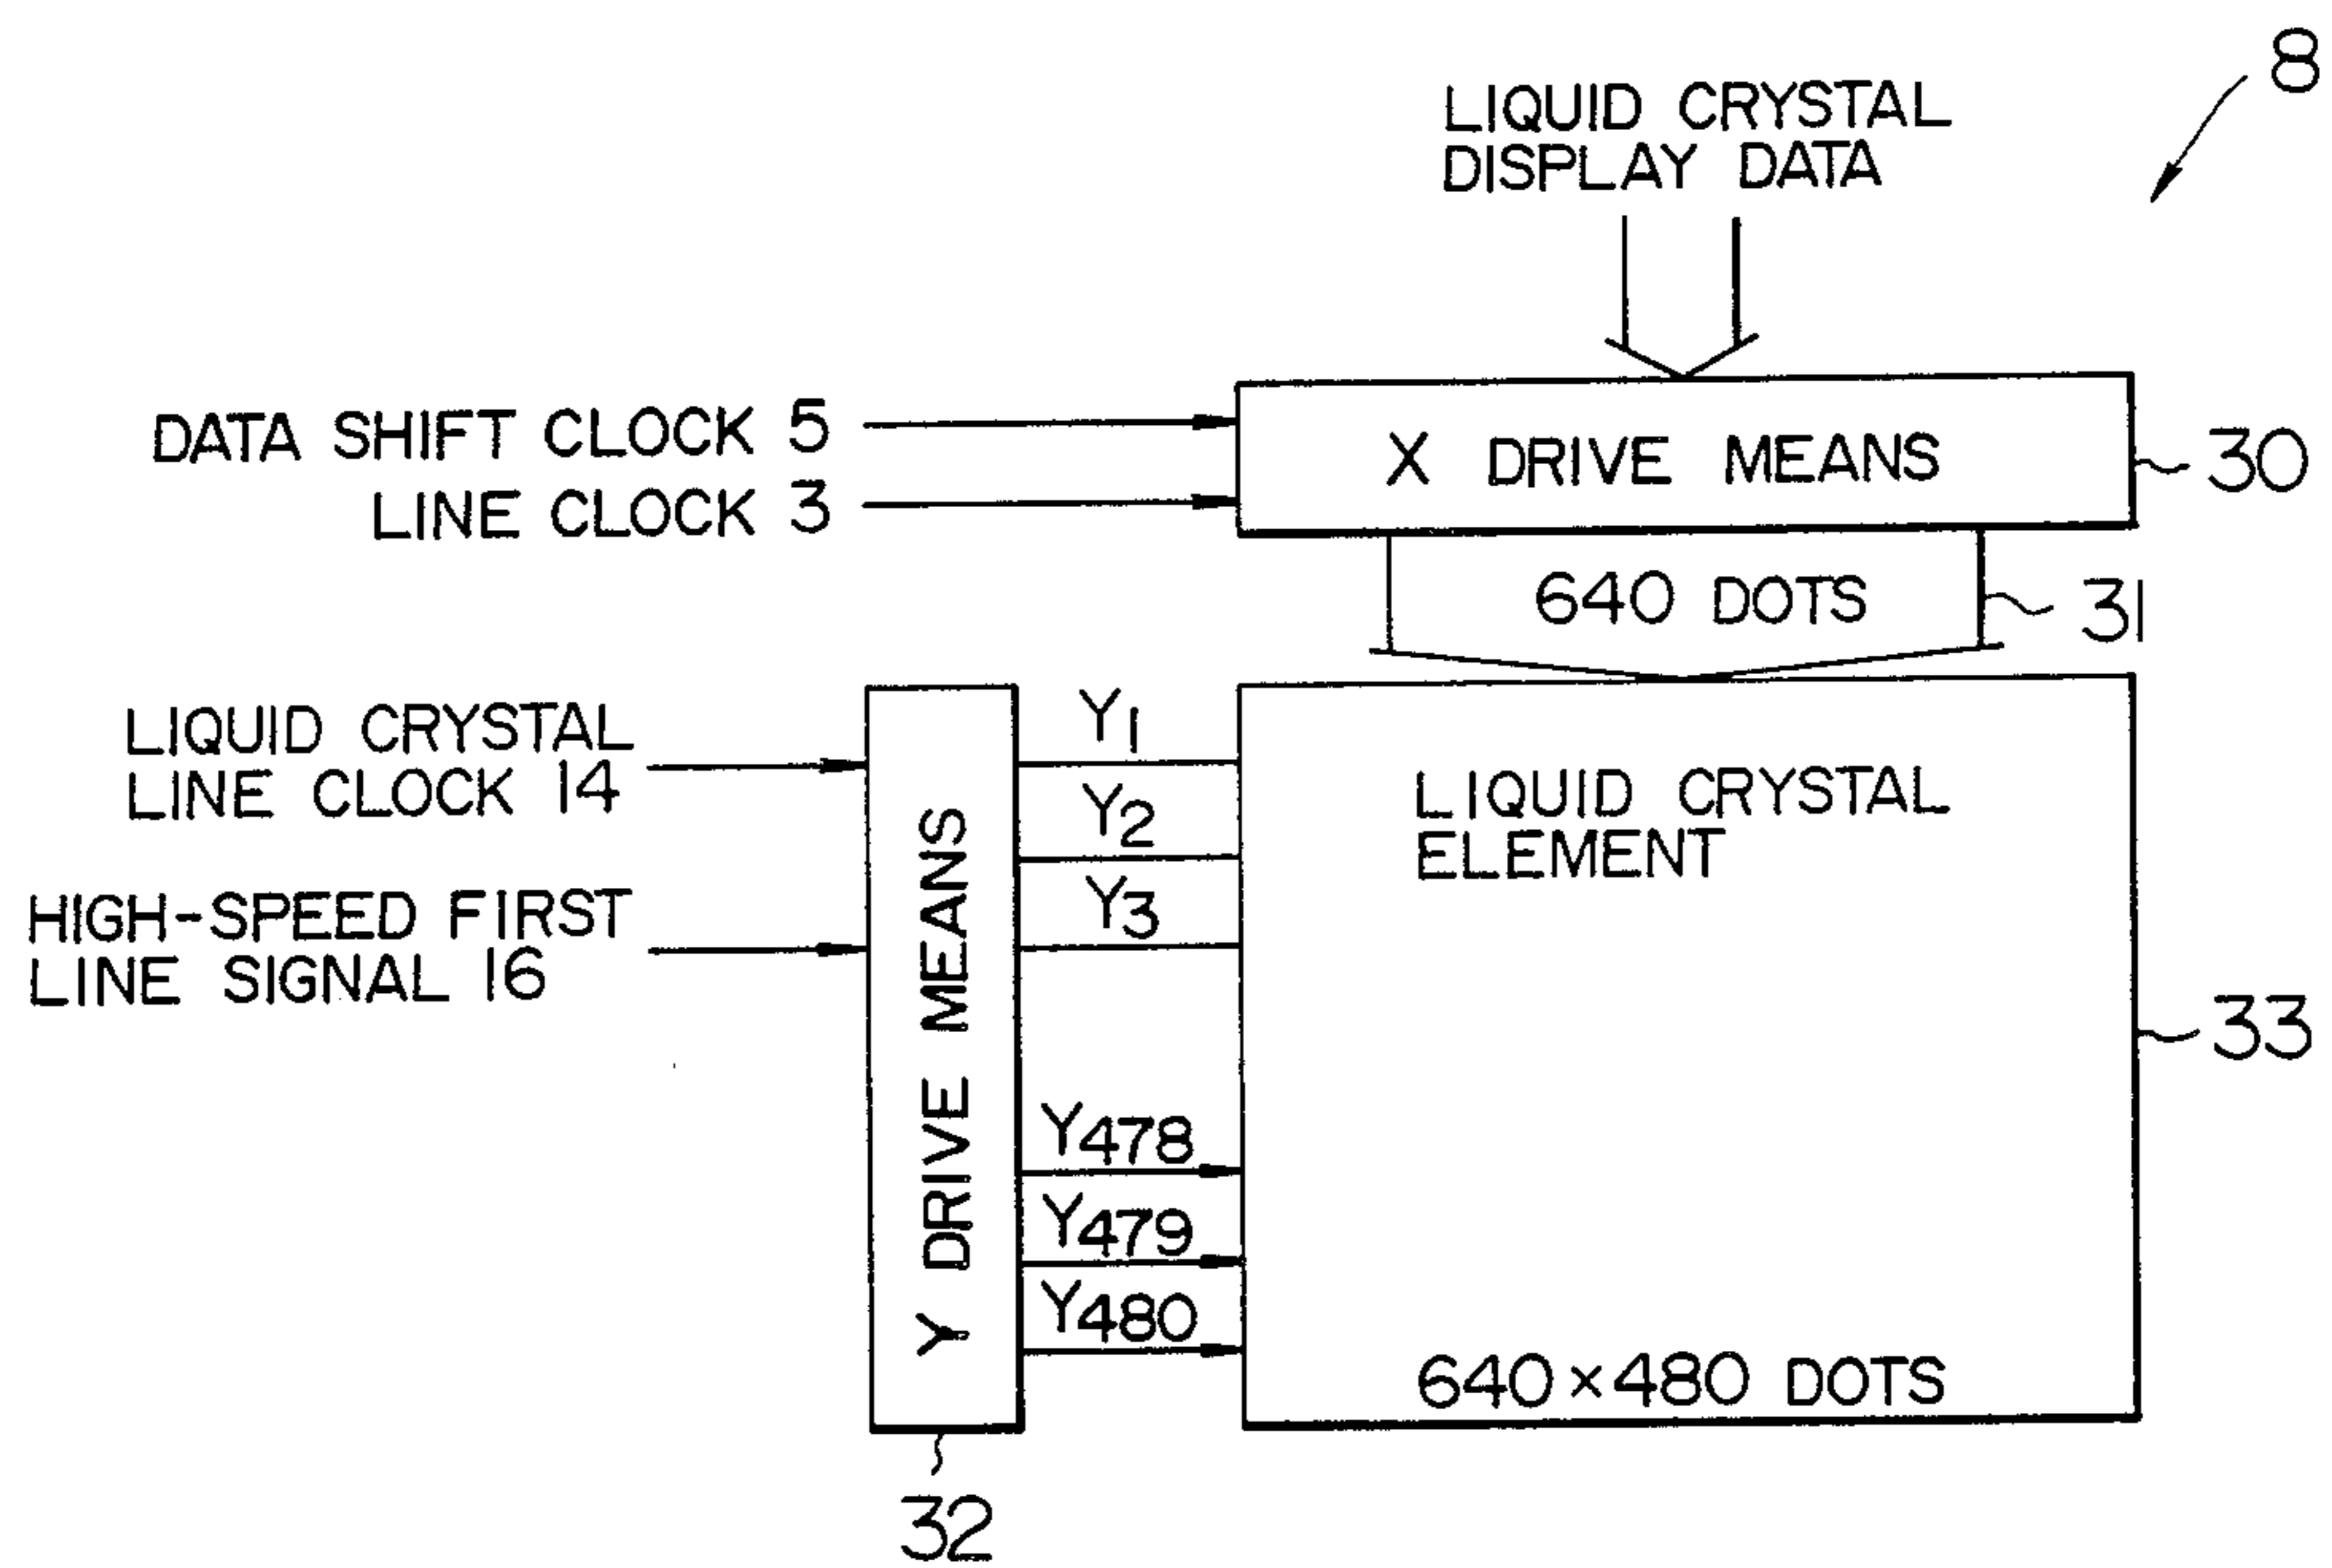 8
LIQUID CRYSTAL
DISPLAY DATA
DATA SHIFT CLOCK 5
LINE CLOCK 3
X DRIVE MEANS
30
640 DOTS
31
LIQUID CRYSTAL
LINE CLOCK 14
HIGH-SPEED FIRST
LINE SIGNAL 16
Y DRIVE MEANS
Y1
Y2
Y3
Y478
Y479
Y480
LIQUID CRYSTAL
ELEMENT
33
640×480 DOTS
32